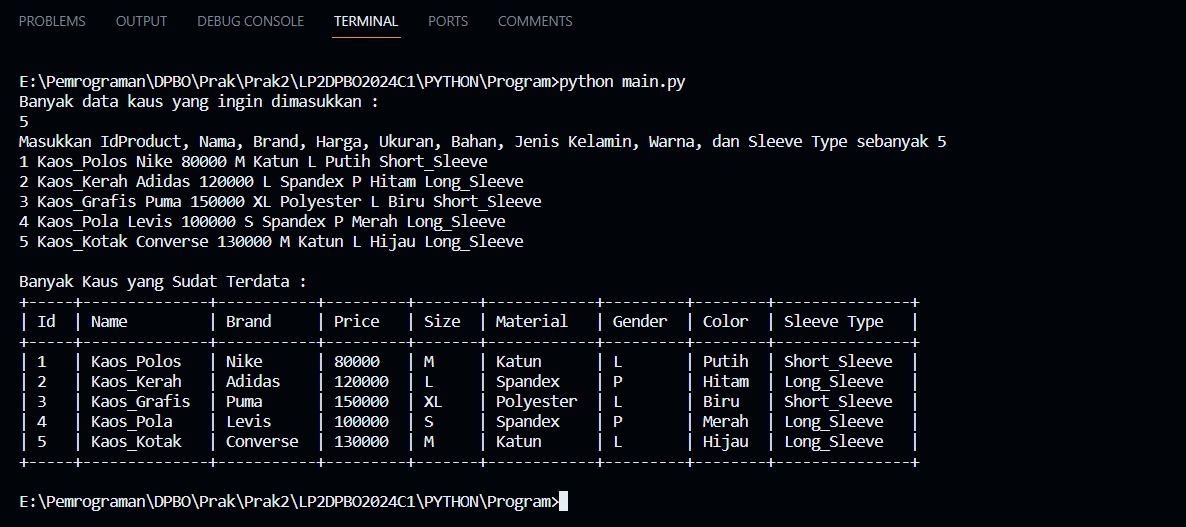 PROBLEMS OUTPUT DEBUG CONSOLE TERMINAL PORTS COMMENTS
E:\Pemrograman\DPBO\Prak\Prak2\LP2DPBO2024C1\PYTHON\Program>python main.py
Banyak data kaus yang ingin dimasukkan :
5
Masukkan IdProduct, Nama, Brand, Harga, Ukuran, Bahan, Jenis Kelamin, Warna, dan Sleeve Type sebanyak 5
1 Kaos_Polos Nike 80000 M Katun L Putih Short_Sleeve
2 Kaos_Kerah Adidas 120000 L Spandex P Hitam Long_Sleeve
3 Kaos_Grafis Puma 150000 XL Polyester L Biru Short_Sleeve
4 Kaos_Pola Levis 100000 S Spandex P Merah Long_Sleeve
5 Kaos_Kotak Converse 130000 M Katun L Hijau Long_Sleeve
Banyak Kaus yang Sudat Terdata :
+-----+--------------+-----------+---------+-------+------------+---------+--------+---------------+
| Id  | Name         | Brand     | Price   | Size  | Material   | Gender  | Color  | Sleeve Type   |
+-----+--------------+-----------+---------+-------+------------+---------+--------+---------------+
| 1   | Kaos_Polos   | Nike      | 80000   | M     | Katun      | L       | Putih  | Short_Sleeve  |
| 2   | Kaos_Kerah   | Adidas    | 120000  | L     | Spandex    | P       | Hitam  | Long_Sleeve   |
| 3   | Kaos_Grafis  | Puma      | 150000  | XL    | Polyester  | L       | Biru   | Short_Sleeve  |
| 4   | Kaos_Pola    | Levis     | 100000  | S     | Spandex    | P       | Merah  | Long_Sleeve   |
| 5   | Kaos_Kotak   | Converse  | 130000  | M     | Katun      | L       | Hijau  | Long_Sleeve   |
+-----+--------------+-----------+---------+-------+------------+---------+--------+---------------+
E:\Pemrograman\DPBO\Prak\Prak2\LP2DPBO2024C1\PYTHON\Program>